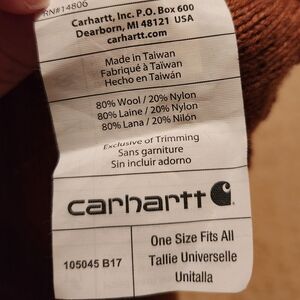 RN#14806
Carhartt, Inc. P.O. Box 600
Dearborn, MI 48121 USA
carhartt.com
Made in Taiwan
Fabriqué à Taïwan
Hecho en Taiwán
80% Wool / 20% Nylon
80% Laine / 20% Nylon
80% Lana / 20% Nilón
Exclusive of Trimming
Sans garniture
Sin incluir adorno
carhartt
105045 B17
One Size Fits All
Taille Universelle
Unitalla